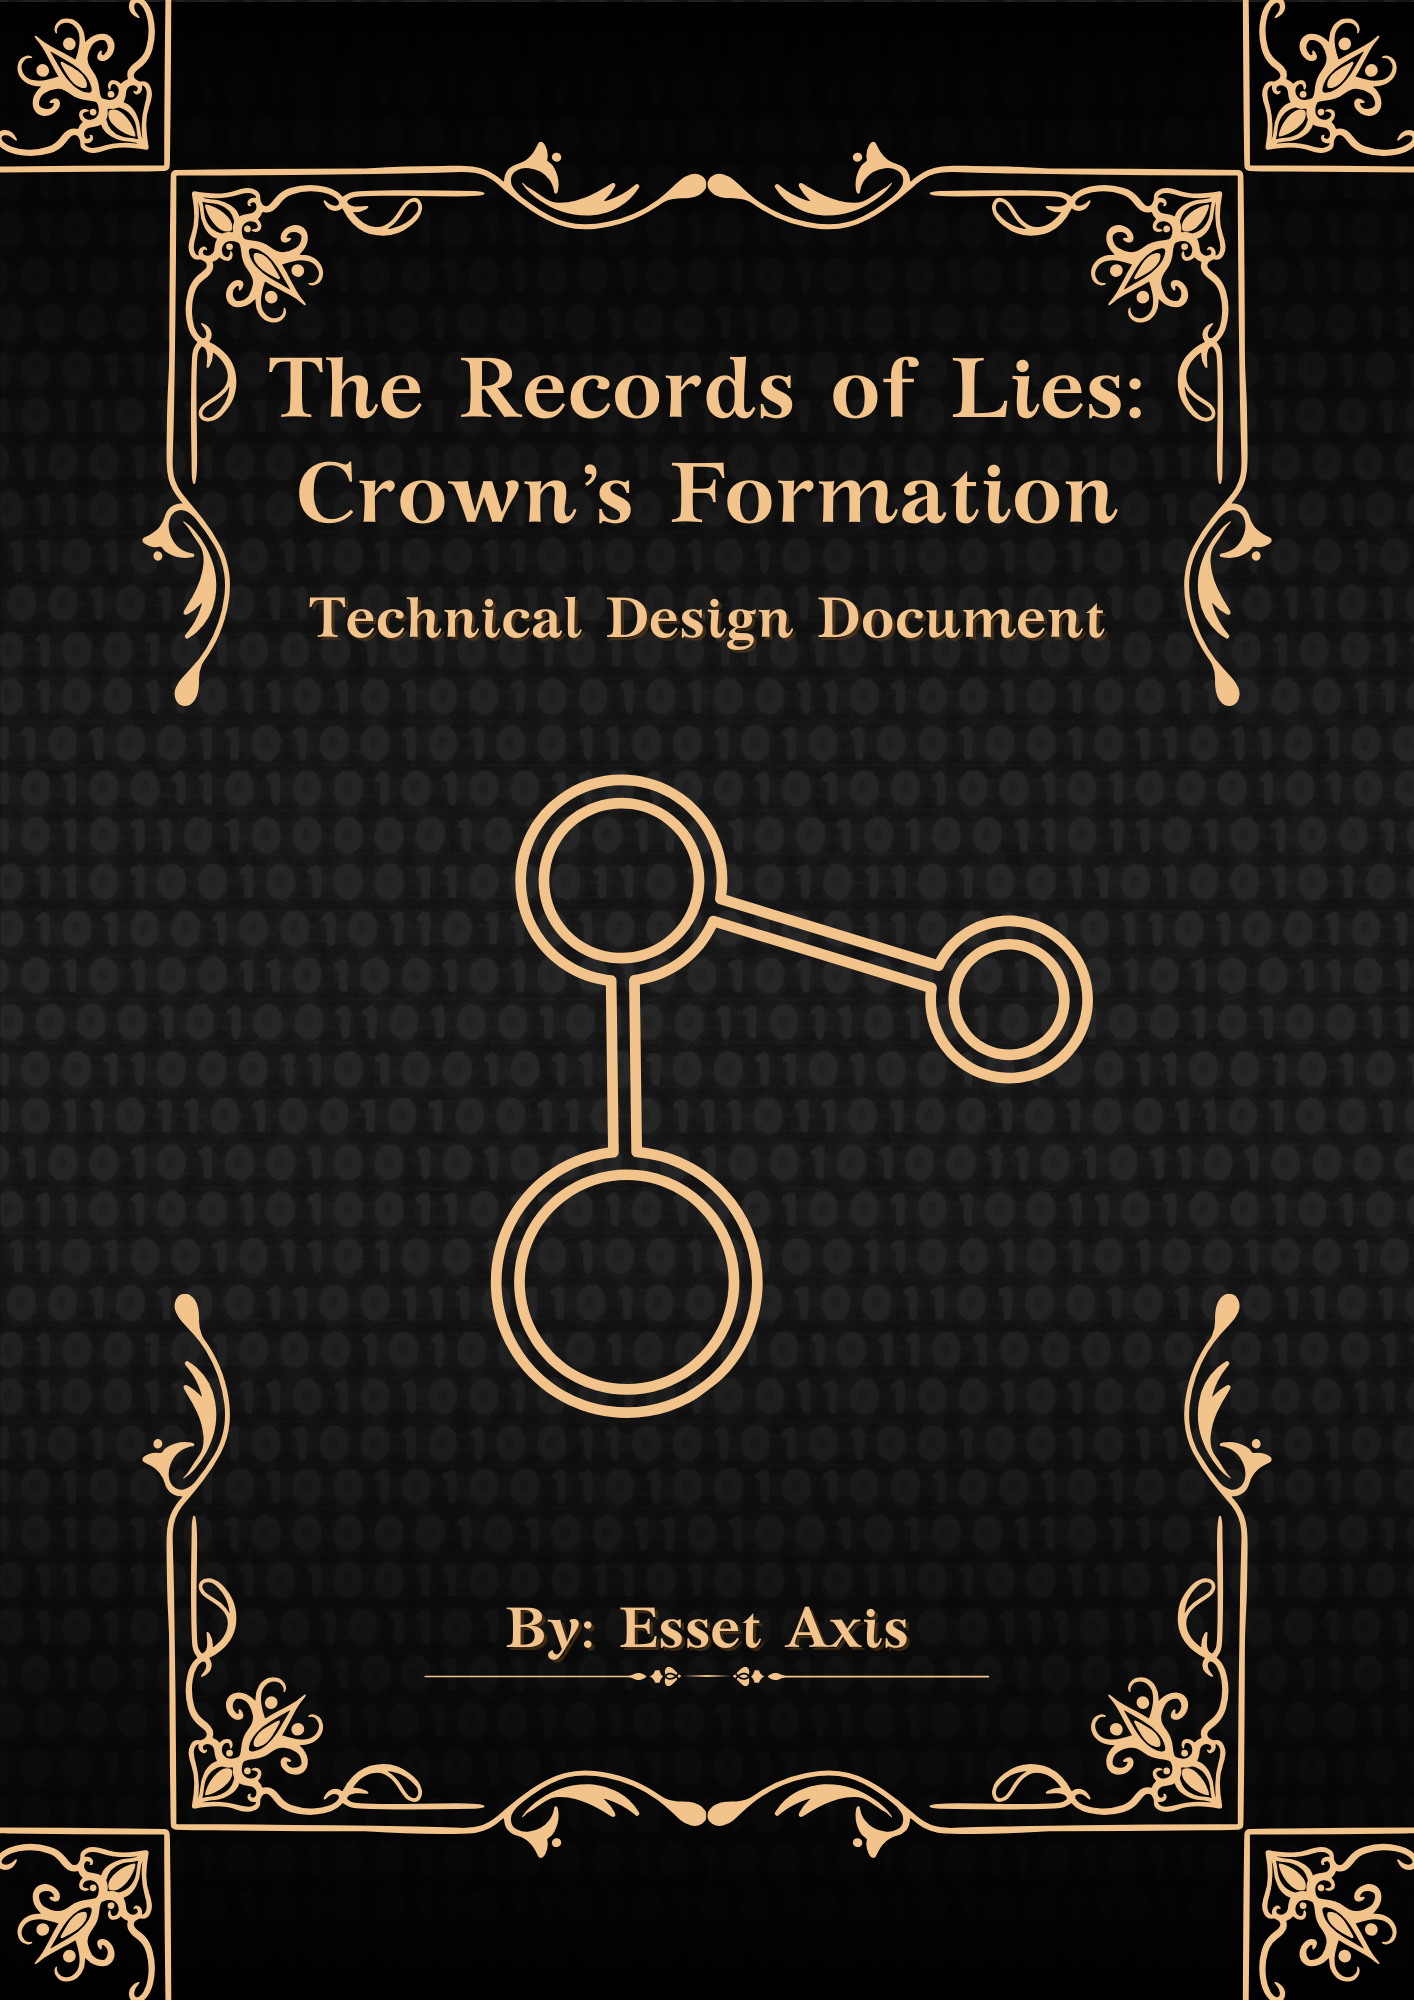 The Records of Lies:
Crown’s Formation
Technical Design Document
By: Esset Axis